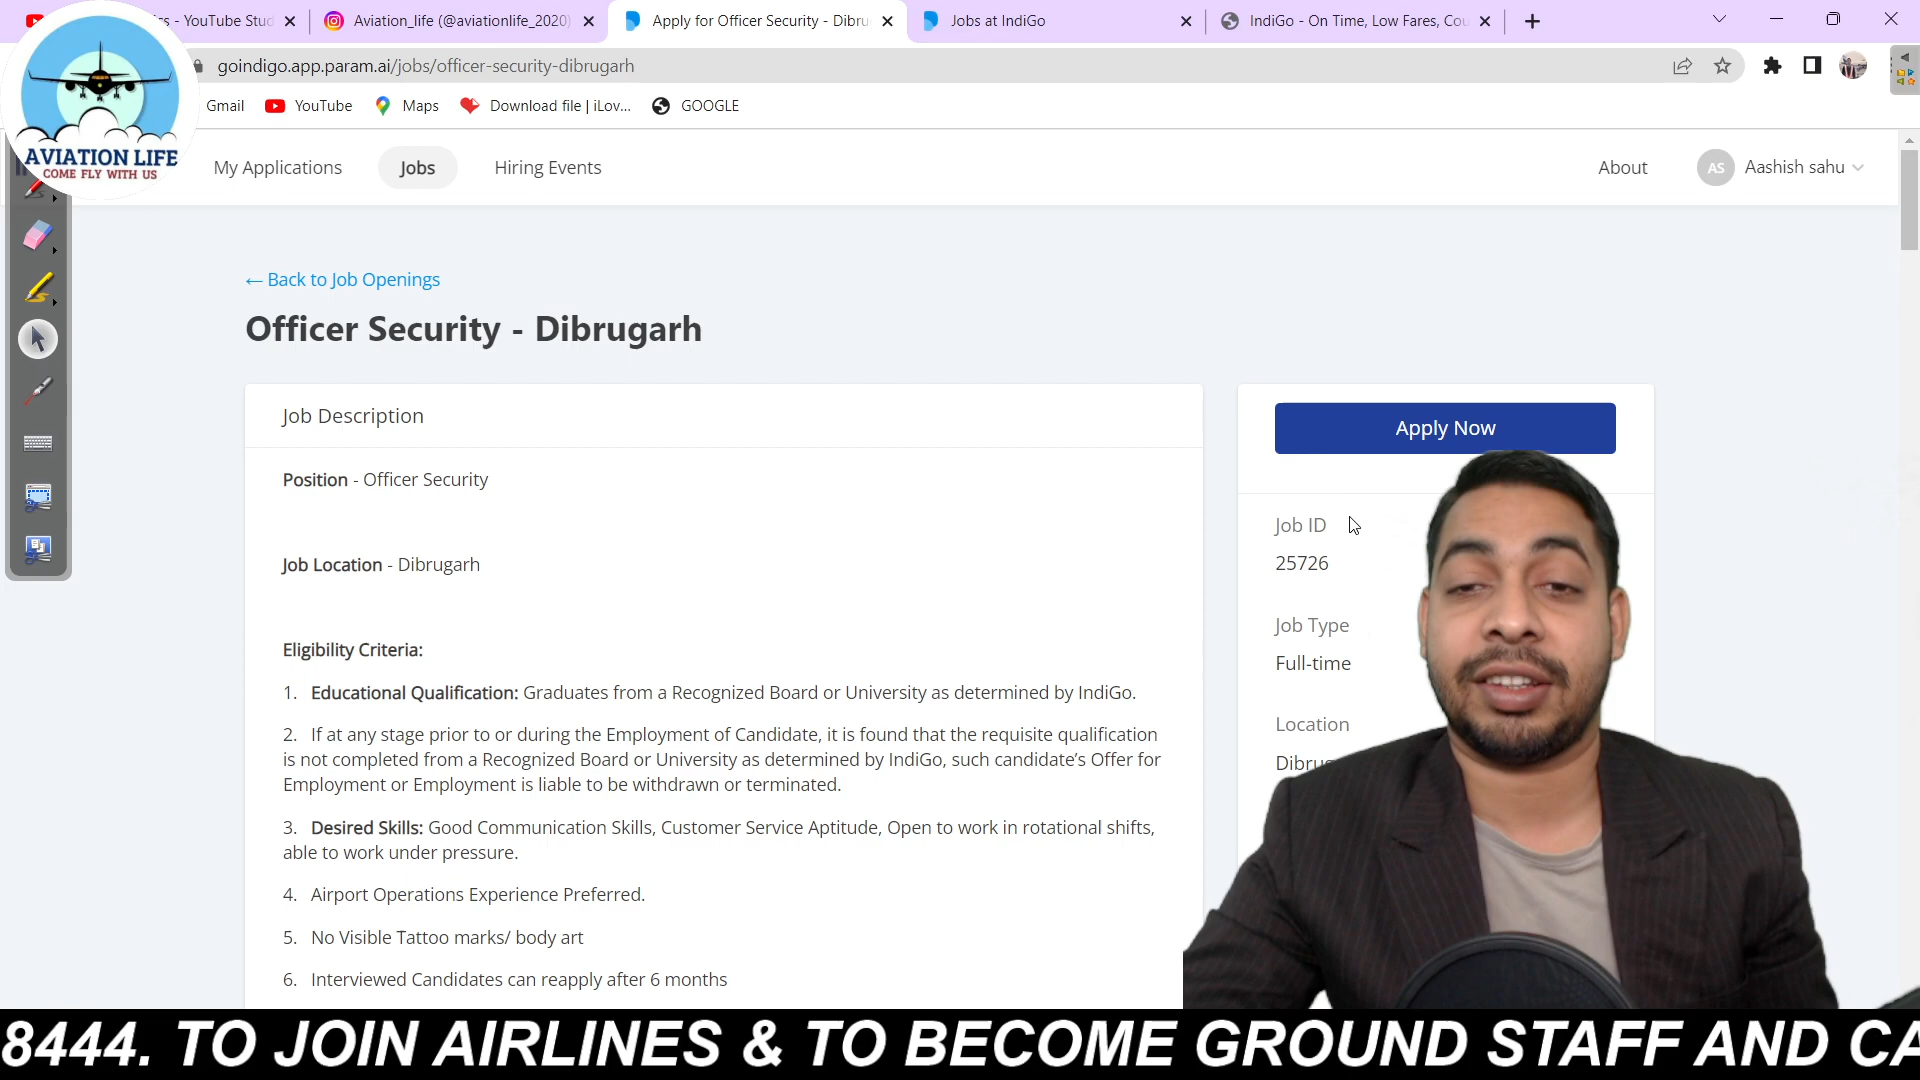 cs - YouTube Stud
Aviation_life (@aviationlife_2020)
Apply for Officer Security - Dibru
Jobs at IndiGo
IndiGo - On Time, Low Fares, Cou
goindigo.app.param.ai/jobs/officer-security-dibrugarh
Gmail
YouTube
Maps
Download file | iLov...
GOOGLE
AVIATION LIFE
COME FLY WITH US
My Applications
Jobs
Hiring Events
About
AS
Aashish sahu
← Back to Job Openings
Officer Security - Dibrugarh
Job Description
Position - Officer Security
Job Location - Dibrugarh
Eligibility Criteria:
1. Educational Qualification: Graduates from a Recognized Board or University as determined by IndiGo.
2. If at any stage prior to or during the Employment of Candidate, it is found that the requisite qualification
is not completed from a Recognized Board or University as determined by IndiGo, such candidate's Offer for
Employment or Employment is liable to be withdrawn or terminated.
3. Desired Skills: Good Communication Skills, Customer Service Aptitude, Open to work in rotational shifts,
able to work under pressure.
4. Airport Operations Experience Preferred.
5. No Visible Tattoo marks/ body art
6. Interviewed Candidates can reapply after 6 months
Apply Now
Job ID
25726
Job Type
Full-time
Location
Dibrug
8444. TO JOIN AIRLINES & TO BECOME GROUND STAFF AND CA